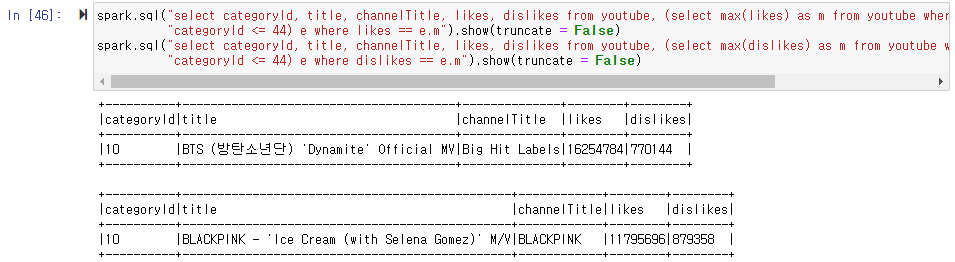 In [46]:
spark.sql("select categoryId, title, channelTitle, likes, dislikes from youtube, (select max(likes) as m from youtube wher
"categoryId <= 44) e where likes == e.m").show(truncate = False)
spark.sql("select categoryId, title, channelTitle, likes, dislikes from youtube, (select max(dislikes) as m from youtube w
"categoryId <= 44) e where dislikes == e.m").show(truncate = False)
+----------+---------------------------------------+--------------+--------+--------+
|categoryId|title                                  |channelTitle  |likes   |dislikes|
+----------+---------------------------------------+--------------+--------+--------+
|10        |BTS (방탄소년단) 'Dynamite' Official MV|Big Hit Labels|16254784|770144  |
+----------+---------------------------------------+--------------+--------+--------+
+----------+-----------------------------------------------+------------+--------+--------+
|categoryId|title                                          |channelTitle|likes   |dislikes|
+----------+-----------------------------------------------+------------+--------+--------+
|10        |BLACKPINK - 'Ice Cream (with Selena Gomez)' M/V|BLACKPINK   |11795696|879358  |
+----------+-----------------------------------------------+------------+--------+--------+